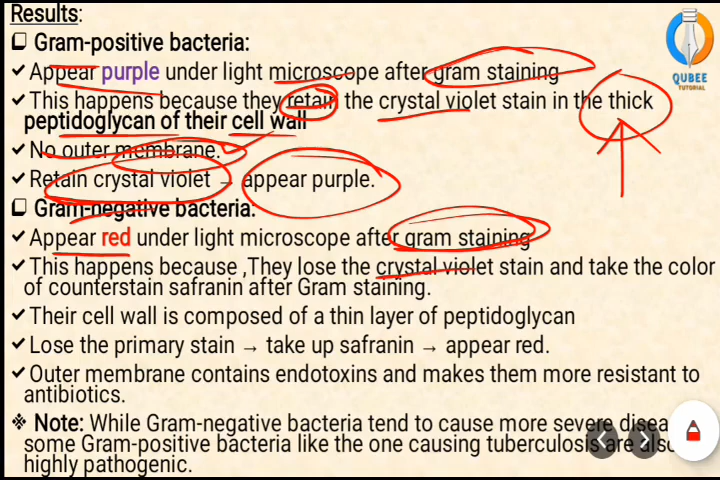 Results:
❑ Gram-positive bacteria:
✓ Appear purple under light microscope after gram staining
✓ This happens because they retain the crystal violet stain in the thick
peptidoglycan of their cell wall
✓ No outer membrane.
✓ Retain crystal violet → appear purple.
❑ Gram-negative bacteria:
✓ Appear red under light microscope after gram staining
✓ This happens because ,They lose the crystal violet stain and take the color
of counterstain safranin after Gram staining.
✓ Their cell wall is composed of a thin layer of peptidoglycan
✓ Lose the primary stain → take up safranin → appear red.
✓ Outer membrane contains endotoxins and makes them more resistant to
antibiotics.
❖ Note: While Gram-negative bacteria tend to cause more severe
some Gram-positive bacteria like the one causing tuberculosis are also
highly pathogenic.
QUBEE
TUTORIAL